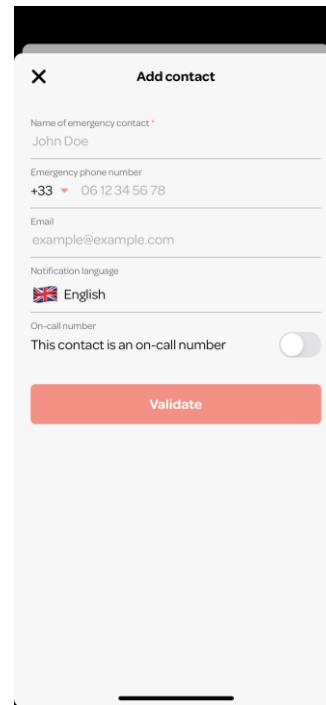 Add contact
Name of emergency contact *
John Doe
Emergency phone number
+33 06 12 34 56 78
Email
example@example.com
Notification language
English
On-call number
This contact is an on-call number
Validate